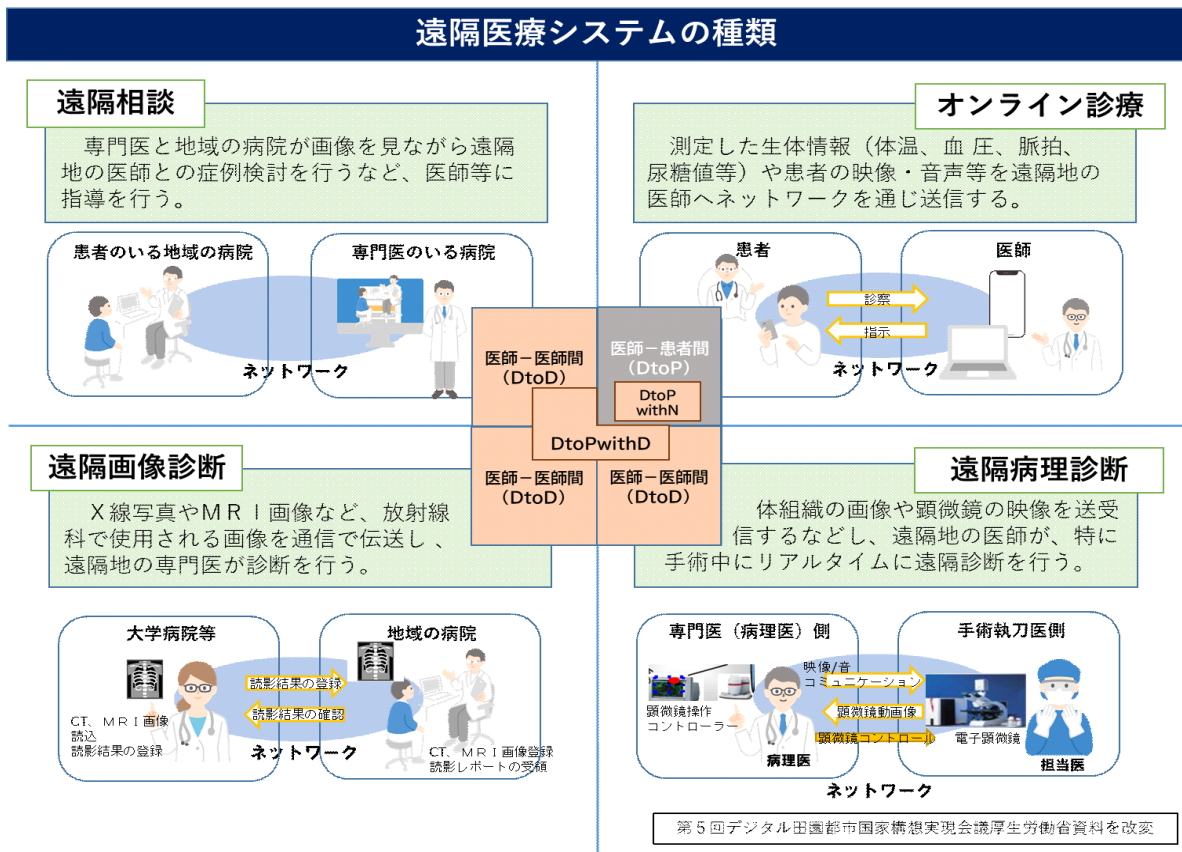 遠隔医療システムの種類
遠隔相談
専門医と地域の病院が画像を見ながら遠隔
地の医師との症例検討を行うなど、医師等に
指導を行う。
患者のいる地域の病院
専門医のいる病院
ネットワーク
オンライン診療
測定した生体情報（体温、血 圧、脈拍、
尿糖値等）や患者の映像・音声等を遠隔地の
医師へネットワークを通じ送信する。
患者
医師
診察
指示
ネットワーク
医師－医師間
（DtoD）
医師－患者間
（DtoP）
DtoP
withN
DtoPwithD
医師－医師間
（DtoD）
医師－医師間
（DtoD）
遠隔画像診断
Ｘ線写真やＭＲＩ画像など、放射線
科で使用される画像を通信で伝送し 、
遠隔地の専門医が診断を行う。
大学病院等
地域の病院
読影結果の登録
読影結果の確認
CT、ＭＲＩ画像
読込
読影結果の登録
ネットワーク
CT、ＭＲＩ画像登録
読影レポートの受領
遠隔病理診断
体組織の画像や顕微鏡の映像を送受
信するなどし、遠隔地の医師が、特に
手術中にリアルタイムに遠隔診断を行う。
専門医（病理医）側
手術執刀医側
映像/音
コミュニケーション
顕微鏡動画像
顕微鏡コントロール
顕微鏡操作
コントローラー
病理医
電子顕微鏡
担当医
ネットワーク
第５回デジタル田園都市国家構想実現会議厚生労働省資料を改変